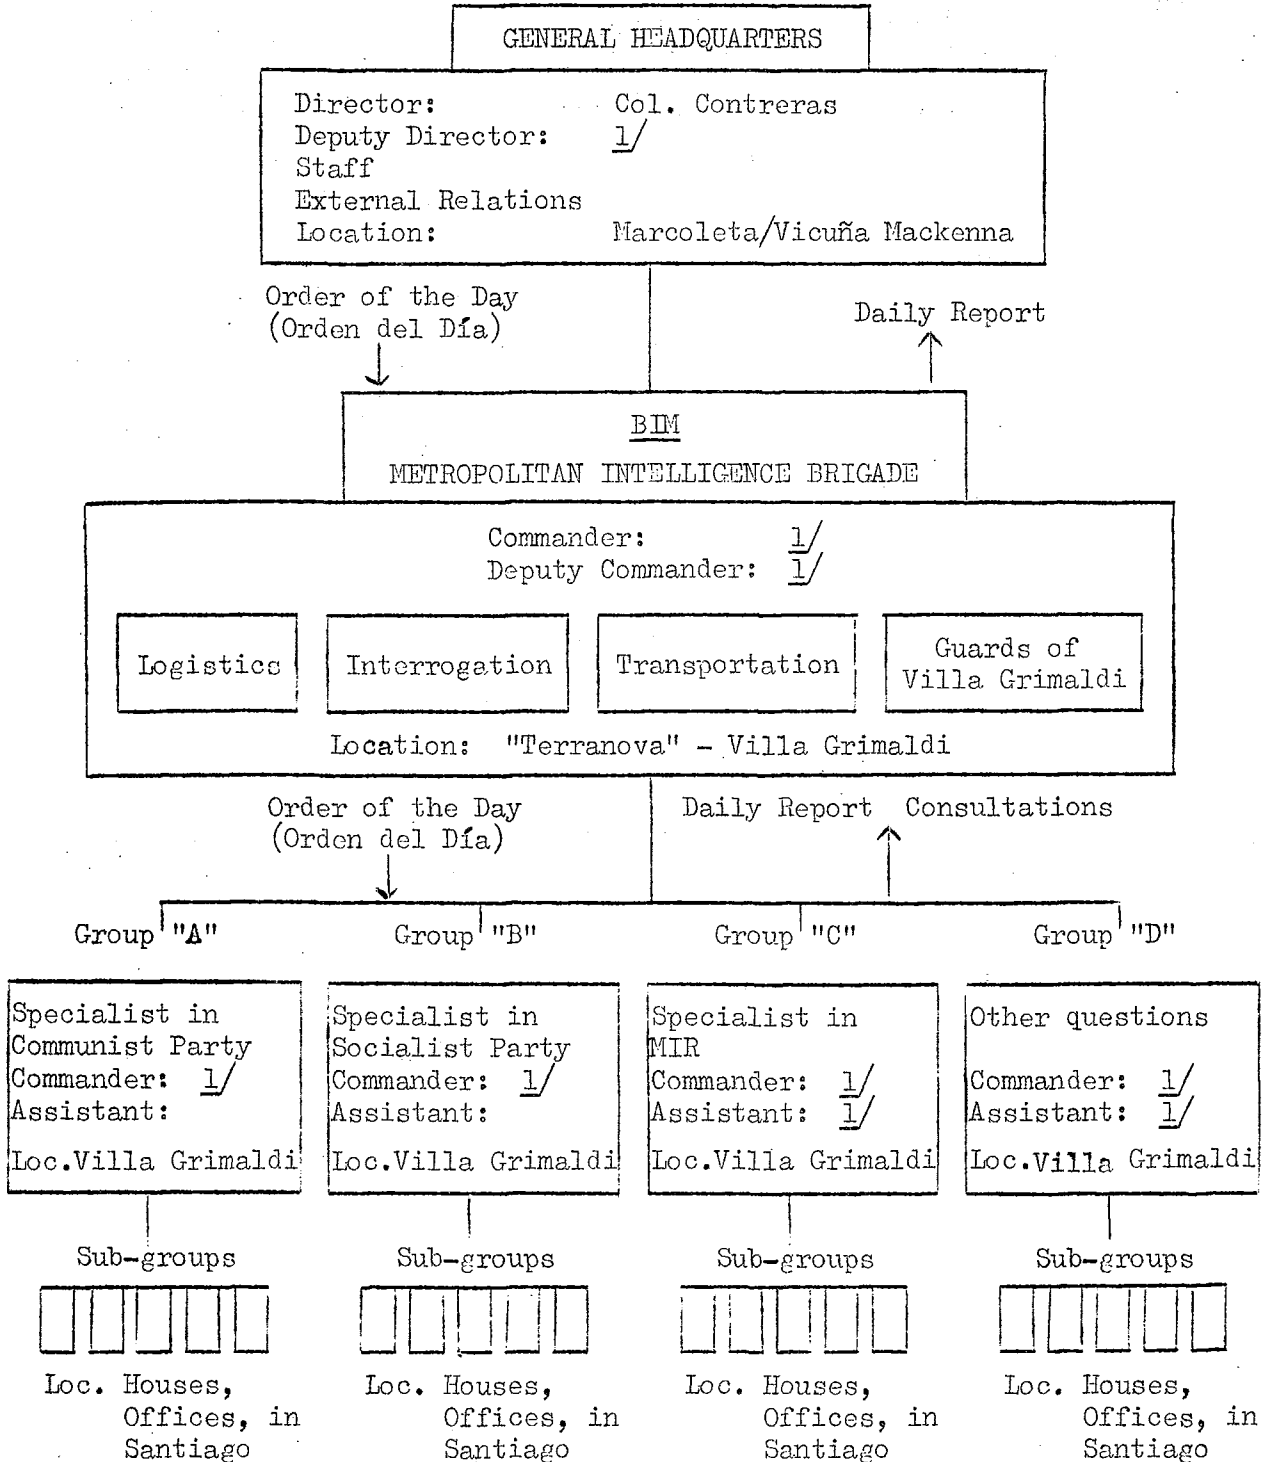 GENERAL HEADQUARTERS
Director: Col. Contreras
Deputy Director: 1/
Staff
External Relations
Location: Marcoleta/Vicuña Mackenna
Order of the Day
(Orden del Día)
Daily Report
BIM
METROPOLITAN INTELLIGENCE BRIGADE
Commander: 1/
Deputy Commander: 1/
Logistics
Interrogation
Transportation
Guards of
Villa Grimaldi
Location: "Terranova" - Villa Grimaldi
Order of the Day
(Orden del Día)
Daily Report Consultations
Group "A"
Specialist in
Communist Party
Commander: 1/
Assistant:
Loc.Villa Grimaldi
Sub-groups
Loc. Houses,
Offices, in
Santiago
Group "B"
Specialist in
Socialist Party
Commander: 1/
Assistant:
Loc.Villa Grimaldi
Sub-groups
Loc. Houses,
Offices, in
Santiago
Group "C"
Specialist in
MIR
Commander: 1/
Assistant: 1/
Loc.Villa Grimaldi
Sub-groups
Loc. Houses,
Offices, in
Santiago
Group "D"
Other questions
Commander: 1/
Assistant: 1/
Loc.Villa Grimaldi
Sub-groups
Loc. Houses,
Offices, in
Santiago